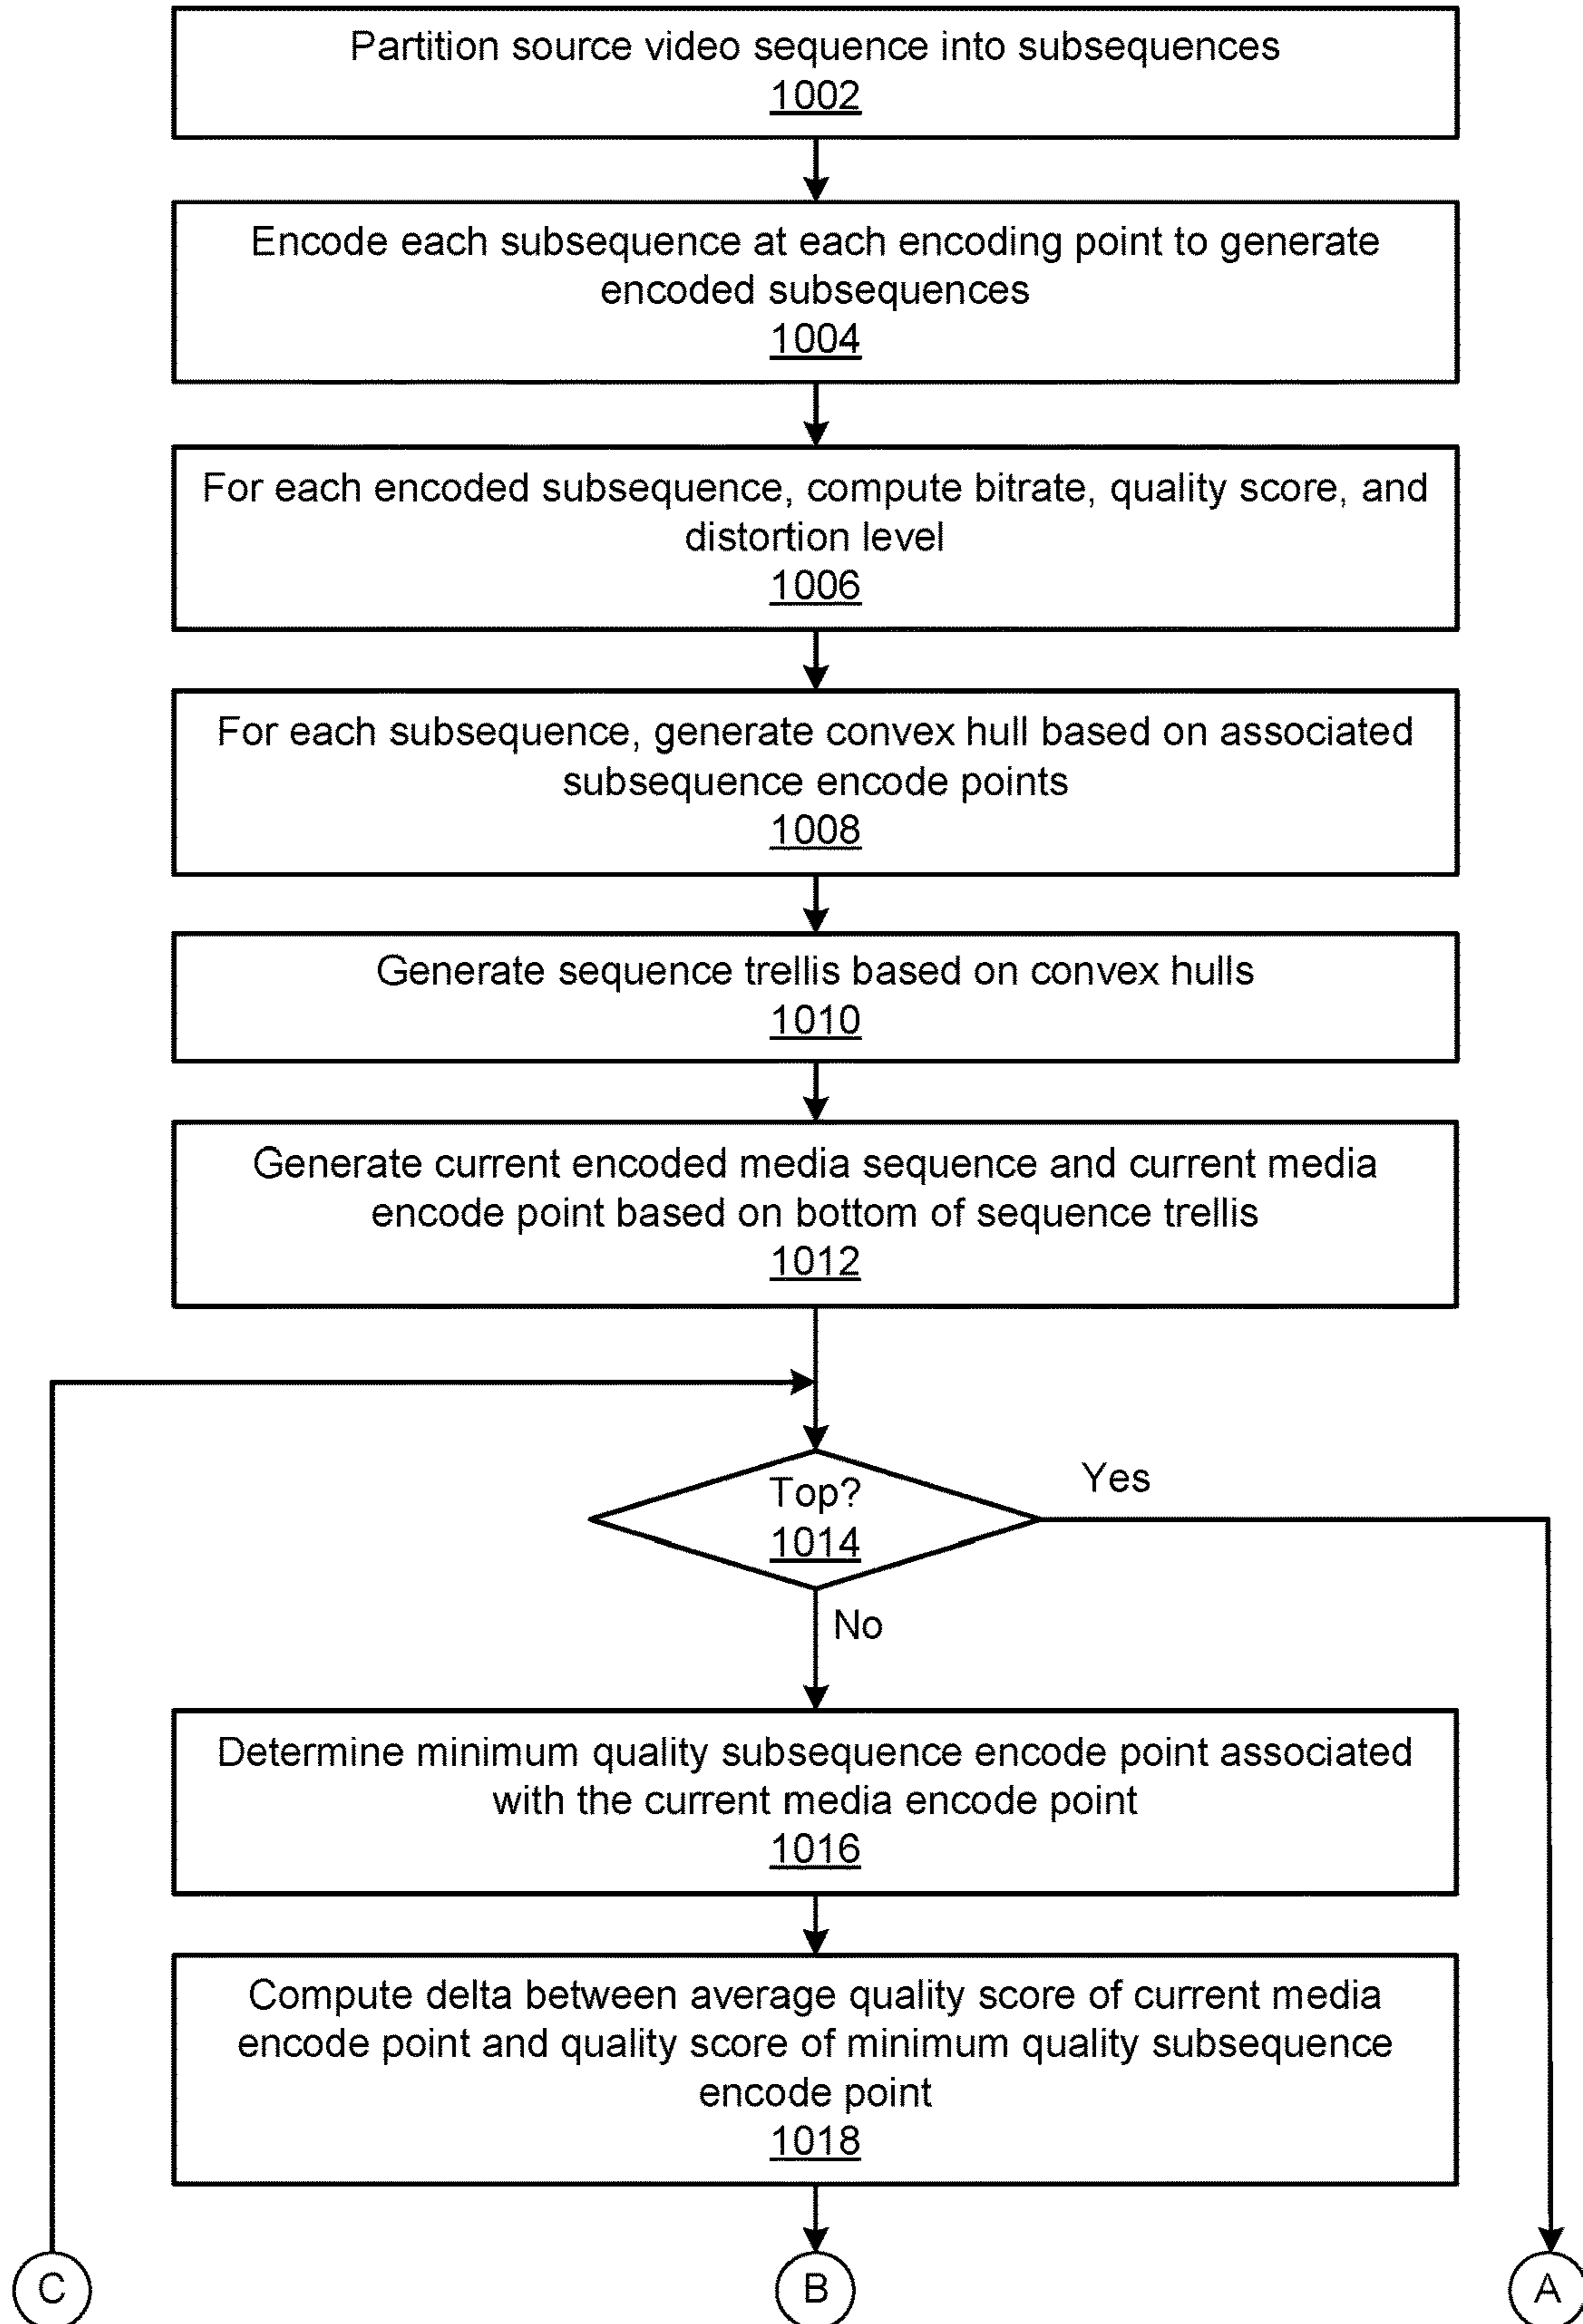 Partition source video sequence into subsequences
1002
Encode each subsequence at each encoding point to generate
encoded subsequences
1004
For each encoded subsequence, compute bitrate, quality score, and
distortion level
1006
For each subsequence, generate convex hull based on associated
subsequence encode points
1008
Generate sequence trellis based on convex hulls
1010
Generate current encoded media sequence and current media
encode point based on bottom of sequence trellis
1012
Top?
1014
Yes
No
Determine minimum quality subsequence encode point associated
with the current media encode point
1016
Compute delta between average quality score of current media
encode point and quality score of minimum quality subsequence
encode point
1018
C
B
A